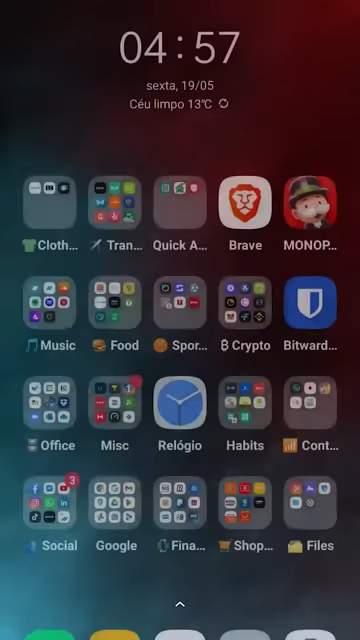 04:57
sexta, 19/05
Céu limpo 13℃
👕Cloth... ✈️ Tran... Quick A... Brave MONOP...
🎵Music 🍔 Food 🏀 Spor... ₿ Crypto Bitward...
Office Misc Relógio Habits 📶 Cont...
3
👥 Social Google Fina... 🛒 Shop... 🗂️ Files